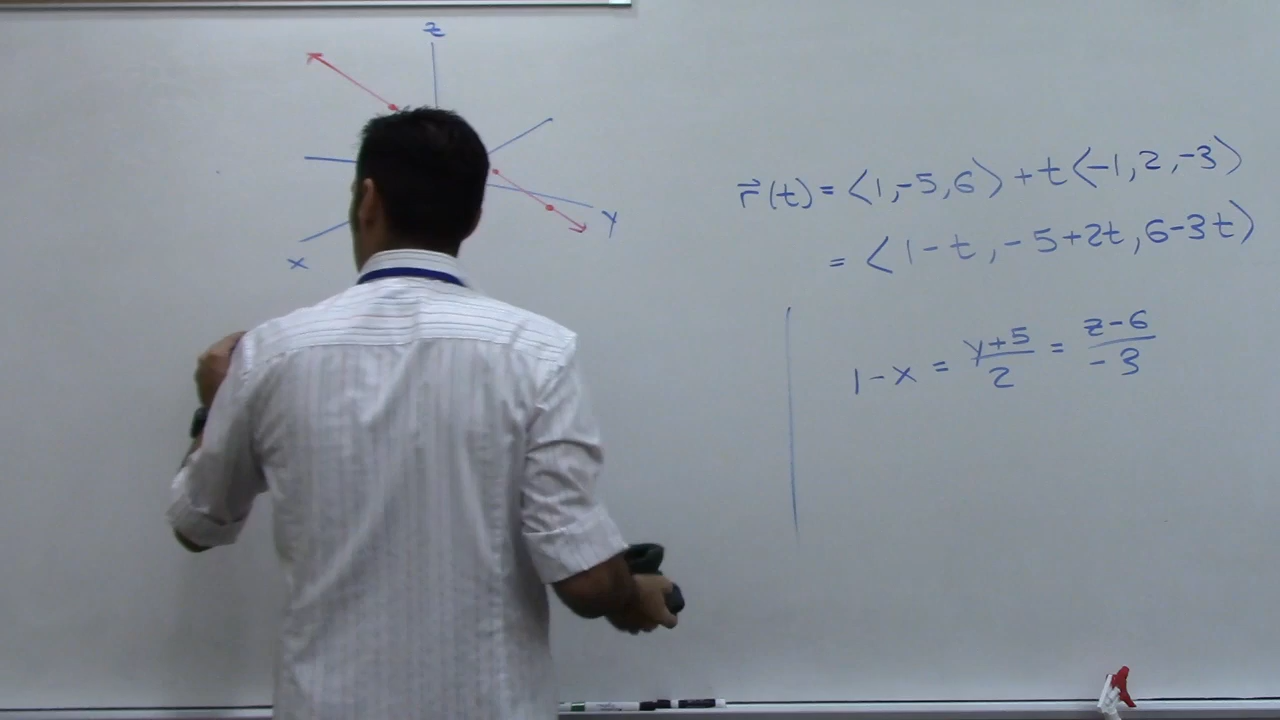 z
y
x
r⃗(t) = ⟨1,-5,6⟩ + t⟨-1,2,-3⟩
= ⟨1-t,-5+2t,6-3t⟩
1-x = y+5/2 = z-6/-3